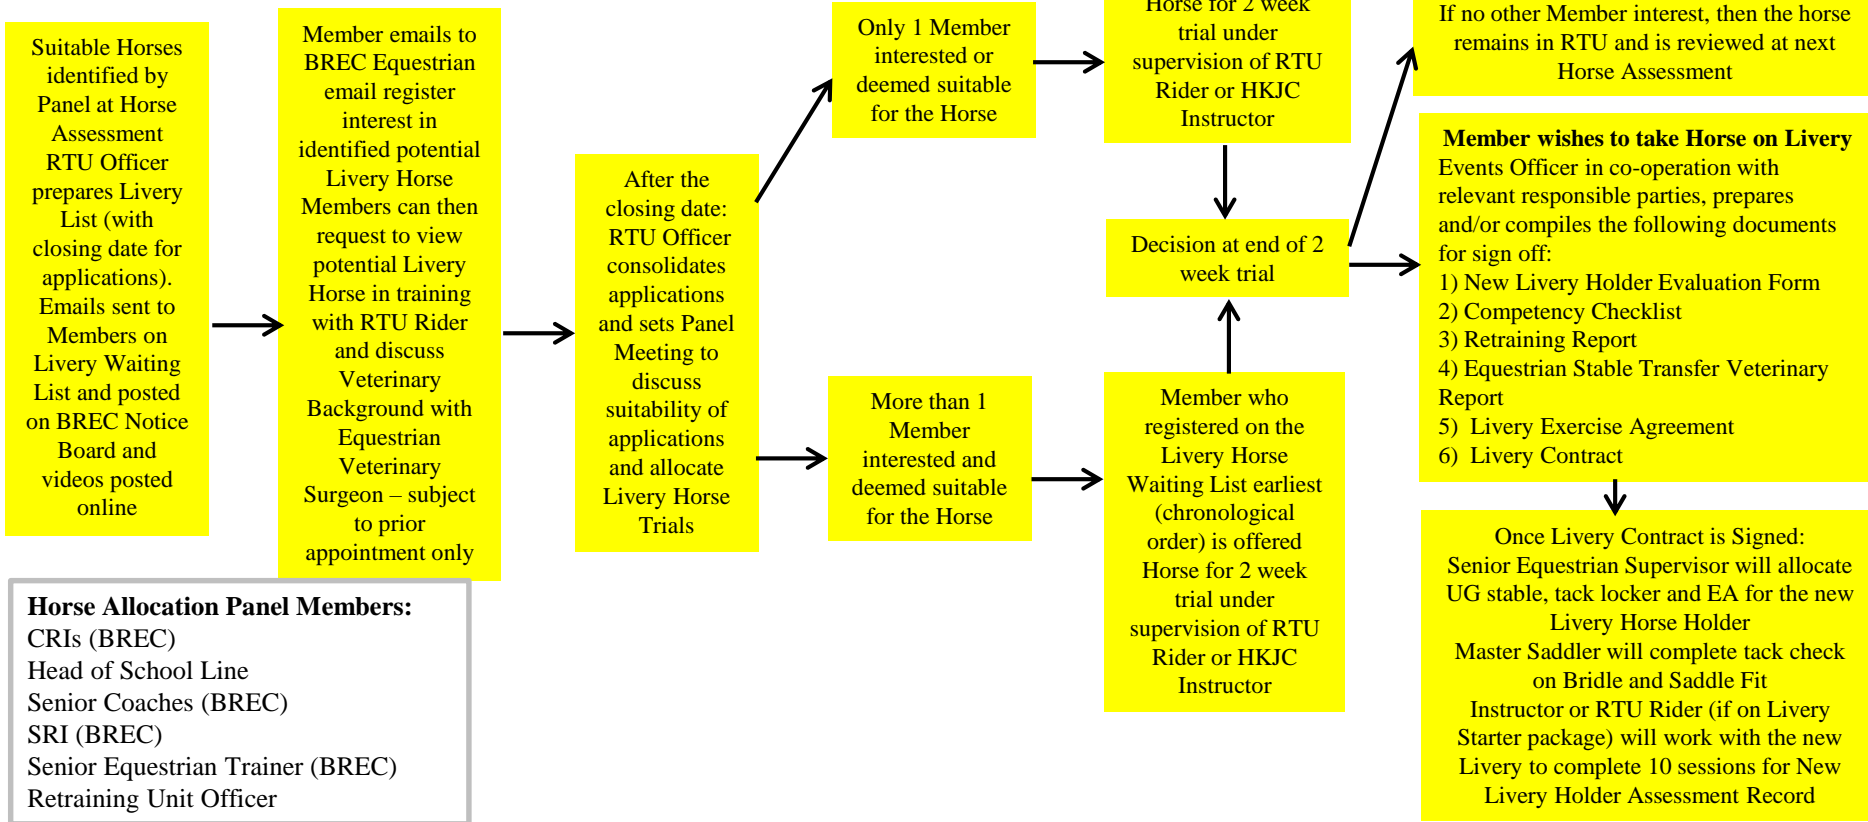 Suitable Horses
identified by
Panel at Horse
Assessment
RTU Officer
prepares Livery
List (with
closing date for
applications).
Emails sent to
Members on
Livery Waiting
List and posted
on BREC Notice
Board and
videos posted
online
Member emails to
BREC Equestrian
email register
interest in
identified potential
Livery Horse
Members can then
request to view
potential Livery
Horse in training
with RTU Rider
and discuss
Veterinary
Background with
Equestrian
Veterinary
Surgeon – subject
to prior
appointment only
After the
closing date:
RTU Officer
consolidates
applications
and sets Panel
Meeting to
discuss
suitability of
applications
and allocate
Livery Horse
Trials
Only 1 Member
interested or
deemed suitable
for the Horse
Horse for 2 week
trial under
supervision of RTU
Rider or HKJC
Instructor
More than 1
Member
interested and
deemed suitable
for the Horse
Member who
registered on the
Livery Horse
Waiting List earliest
(chronological
order) is offered
Horse for 2 week
trial under
supervision of RTU
Rider or HKJC
Instructor
Decision at end of 2
week trial
If no other Member interest, then the horse
remains in RTU and is reviewed at next
Horse Assessment
Member wishes to take Horse on Livery
Events Officer in co-operation with
relevant responsible parties, prepares
and/or compiles the following documents
for sign off:
1) New Livery Holder Evaluation Form
2) Competency Checklist
3) Retraining Report
4) Equestrian Stable Transfer Veterinary
Report
5) Livery Exercise Agreement
6) Livery Contract
Once Livery Contract is Signed:
Senior Equestrian Supervisor will allocate
UG stable, tack locker and EA for the new
Livery Horse Holder
Master Saddler will complete tack check
on Bridle and Saddle Fit
Instructor or RTU Rider (if on Livery
Starter package) will work with the new
Livery to complete 10 sessions for New
Livery Holder Assessment Record
Horse Allocation Panel Members:
CRIs (BREC)
Head of School Line
Senior Coaches (BREC)
SRI (BREC)
Senior Equestrian Trainer (BREC)
Retraining Unit Officer